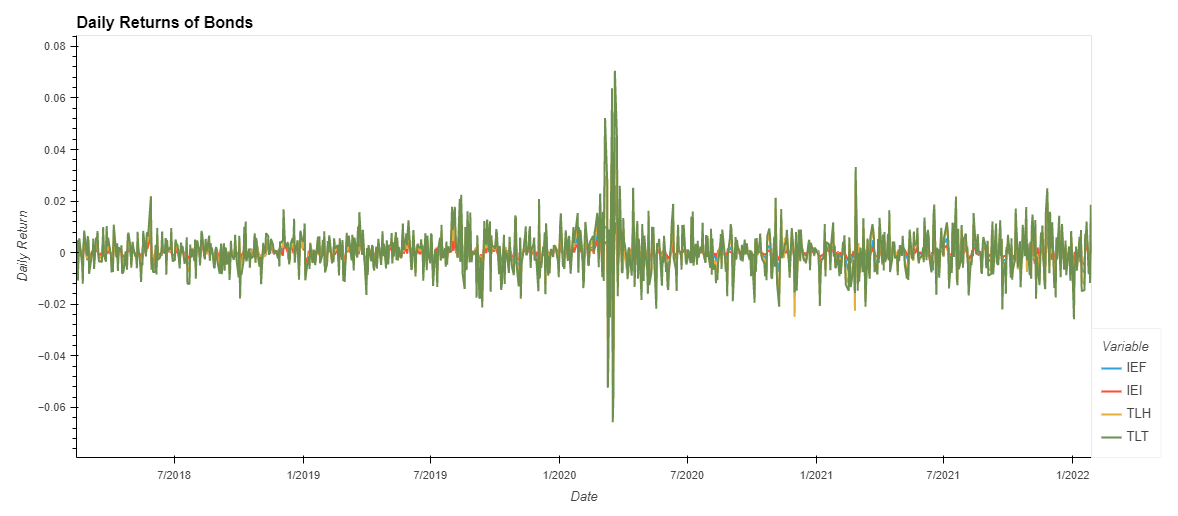 Daily Returns of Bonds
0.08
0.06
0.04
0.02
0
−0.02
−0.04
−0.06
Daily Return
7/2018
1/2019
7/2019
1/2020
7/2020
1/2021
7/2021
1/2022
Date
Variable
IEF
IEI
TLH
TLT